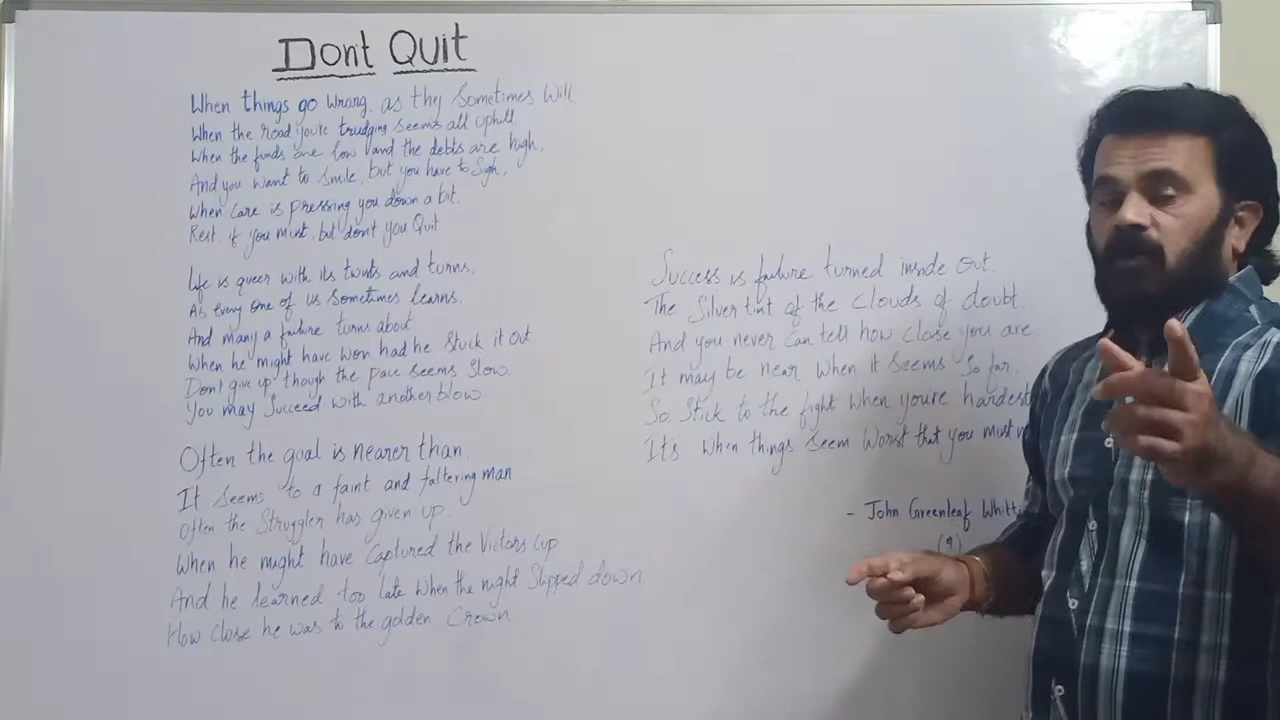 Dont Quit
When things go wrong, as thy sometimes will.
When the road you're trudging seems all uphill
When the funds are low and the debts are high,
And you want to smile, but you have to Sigh,
When care is pressing you down a bit.
Rest, if you must, but don't you Quit
Life is queer with its twists and turns.
As every one of us sometimes learns.
And many a failure turns about
When he might have won had he stuck it out.
Don't give up though the pace seems slow.
You may succeed with another blow.
Often the goal is nearer than.
It seems to a faint and faltering man
Often the Struggler has given up.
When he might have captured the Victors cup
And he learned too late when the night slipped down.
How close he was to the golden crown.
Success is failure turned inside out.
The Silver tint of the clouds of doubt.
And you never can tell how close you are.
It may be near when it seems so far.
So, stick to the fight when you're hardest
It's when things seem worst that you must
- John Greenleaf Whitt
(?)